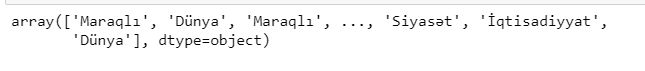 array(['Maraqlı', 'Dünya', 'Maraqlı', ..., 'Siyasət', 'İqtisadiyyat',
'Dünya'], dtype=object)